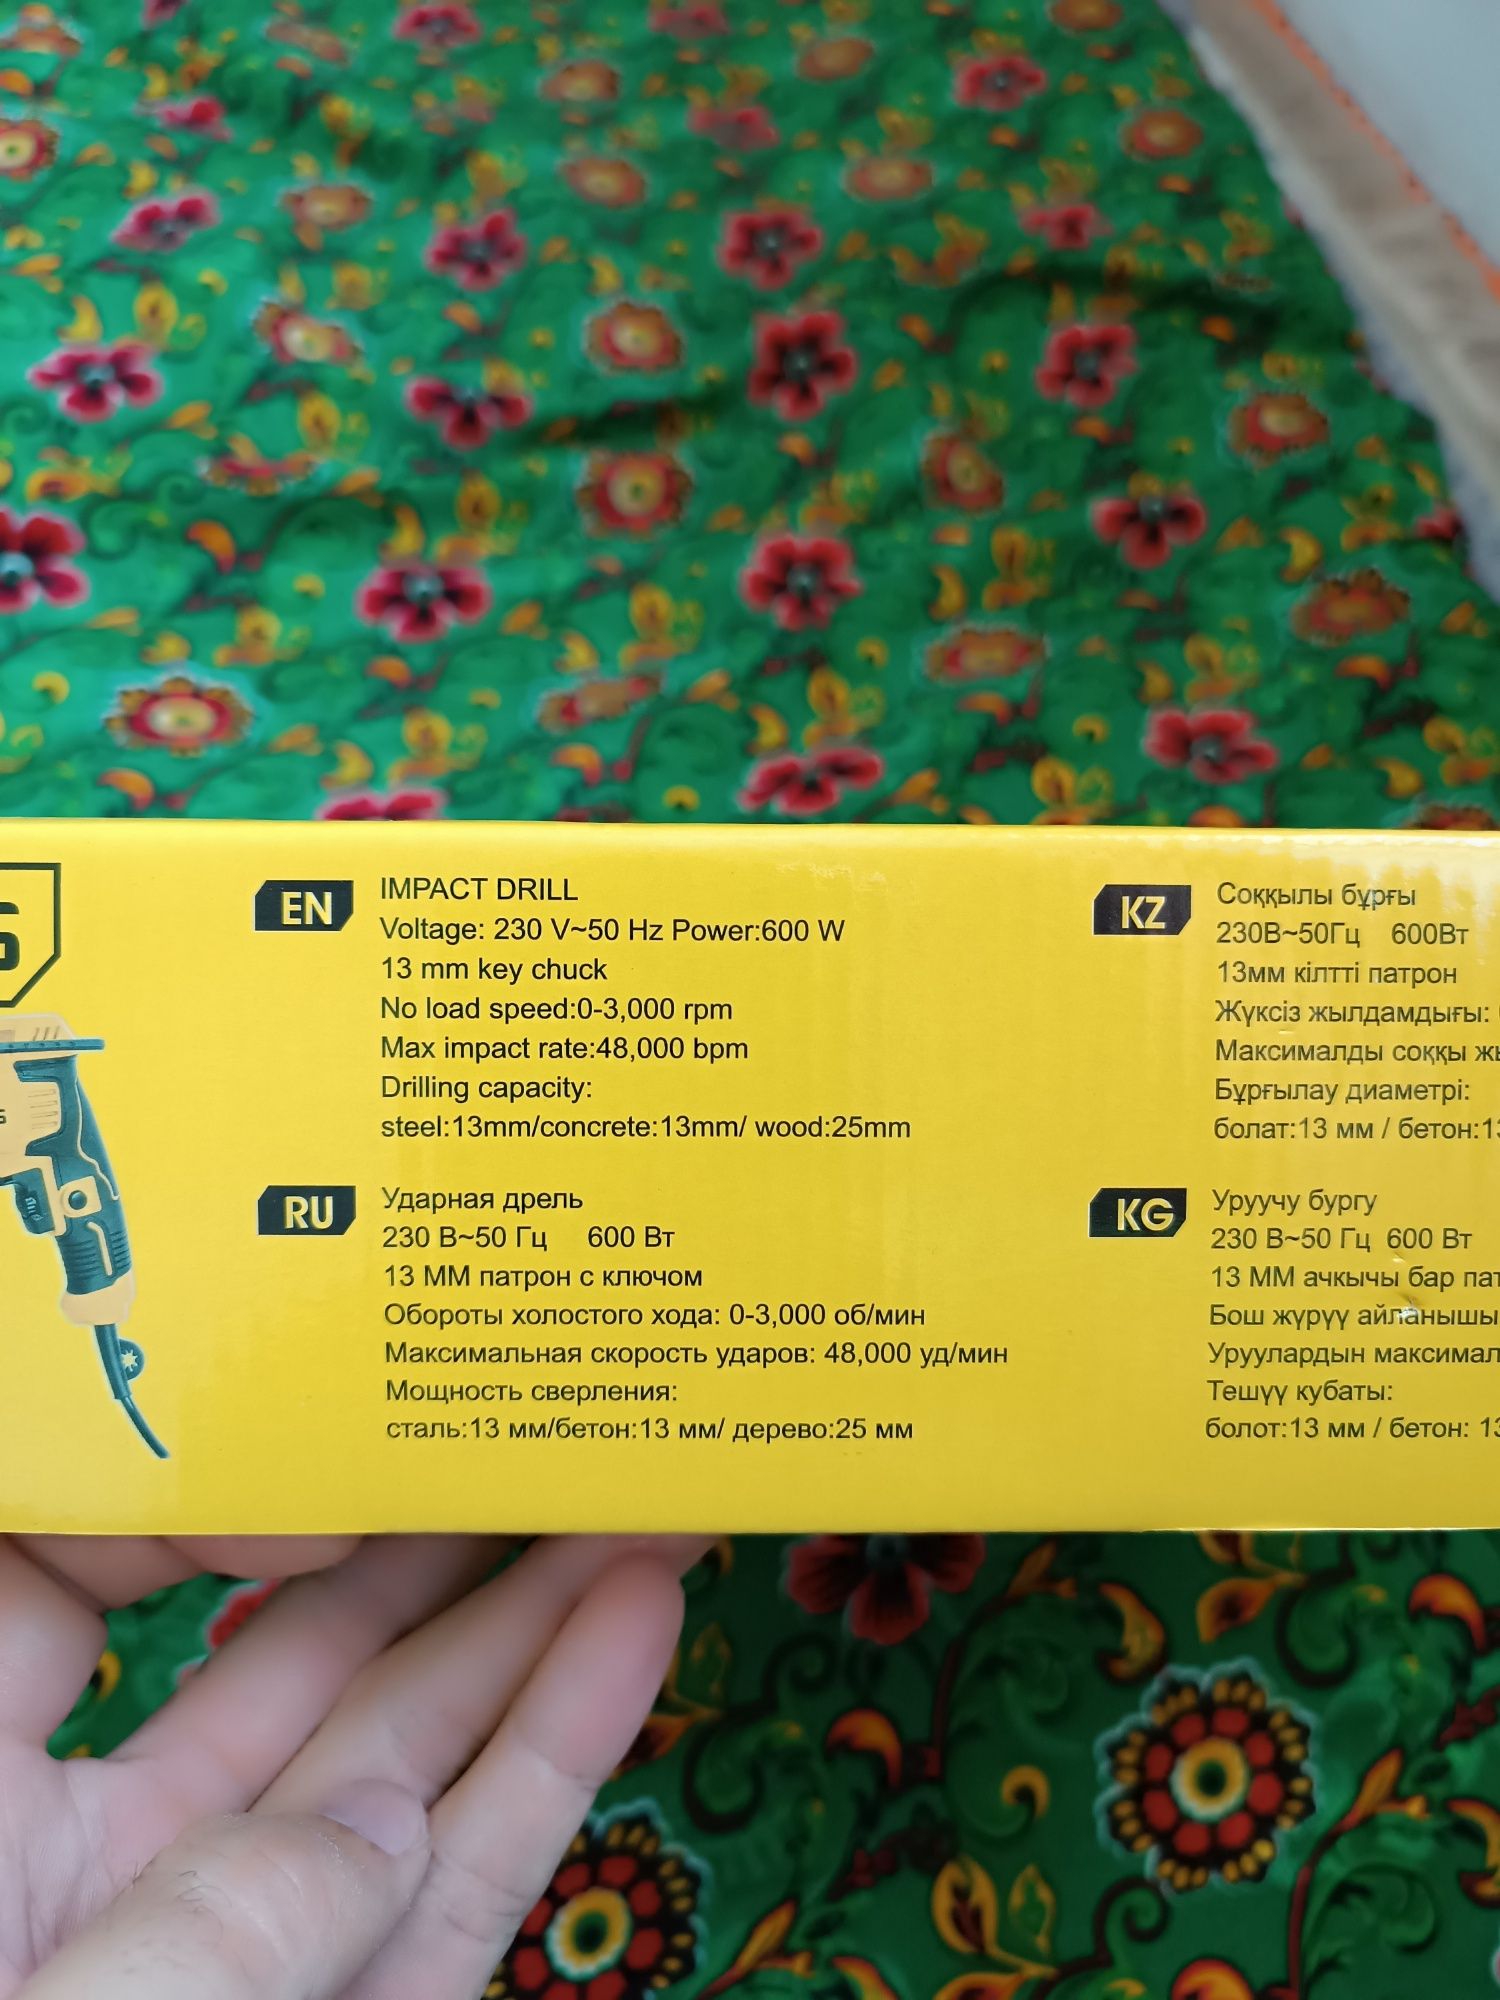 EN
IMPACT DRILL
Voltage: 230 V~50 Hz Power:600 W
13 mm key chuck
No load speed:0-3,000 rpm
Max impact rate:48,000 bpm
Drilling capacity:
steel:13mm/concrete:13mm/ wood:25mm
KZ
Соққылы бұрғы
230В~50Гц 600Вт
13мм кілтті патрон
Жүксіз жылдамдығы:
Максималды соққы
Бұрғылау диаметрі:
болат:13 мм / бетон:
RU
Ударная дрель
230 В~50 Гц 600 Вт
13 ММ патрон с ключом
Обороты холостого хода: 0-3,000 об/мин
Максимальная скорость ударов: 48,000 уд/мин
Мощность сверления:
сталь:13 мм/бетон:13 мм/ дерево:25 мм
KG
Уруучу бургу
230 В~50 Гц 600 Вт
13 ММ ачкычы бар
Бош жүрүү айланышы
Уруулардын
Тешүү кубаты:
болот:13 мм / бетон: